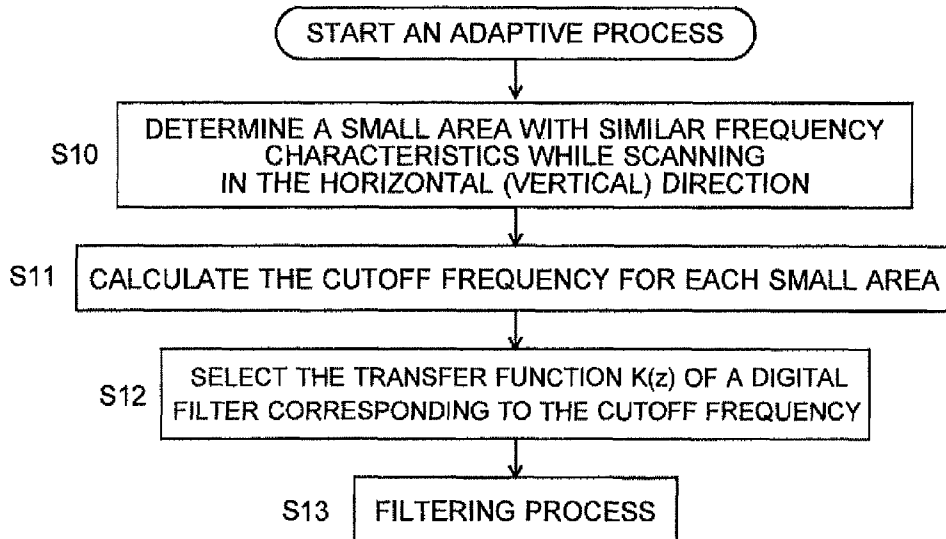 START AN ADAPTIVE PROCESS
S10
DETERMINE A SMALL AREA WITH SIMILAR FREQUENCY
CHARACTERISTICS WHILE SCANNING
IN THE HORIZONTAL (VERTICAL) DIRECTION
S11
CALCULATE THE CUTOFF FREQUENCY FOR EACH SMALL AREA
S12
SELECT THE TRANSFER FUNCTION K(z) OF A DIGITAL
FILTER CORRESPONDING TO THE CUTOFF FREQUENCY
S13
FILTERING PROCESS